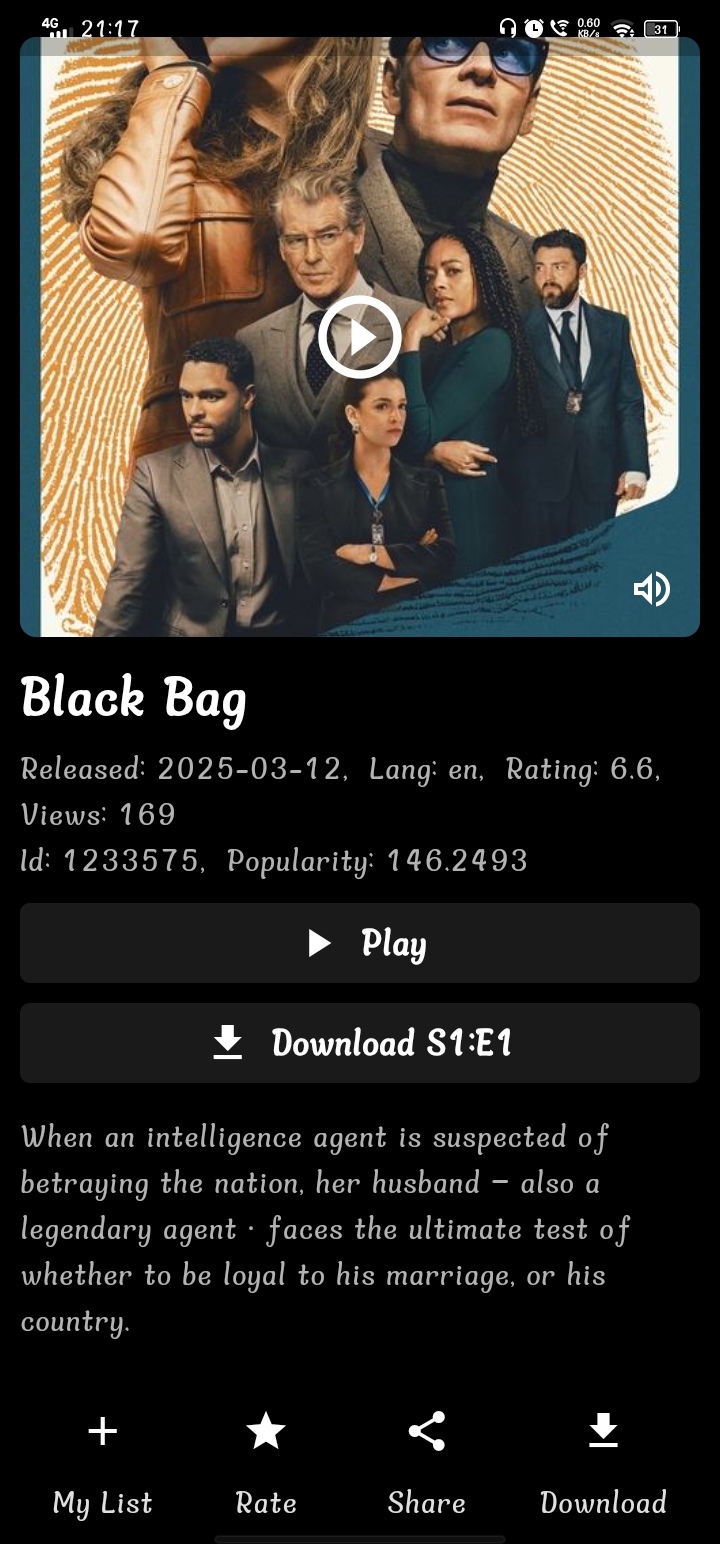 4G 21:17 0.60 KB/s 31
Black Bag
Released: 2025-03-12, Lang: en, Rating: 6.6,
Views: 169
Id: 1233575, Popularity: 146.2493
Play
Download S1:E1
When an intelligence agent is suspected of
betraying the nation, her husband – also a
legendary agent · faces the ultimate test of
whether to be loyal to his marriage, or his
country.
My List Rate Share Download